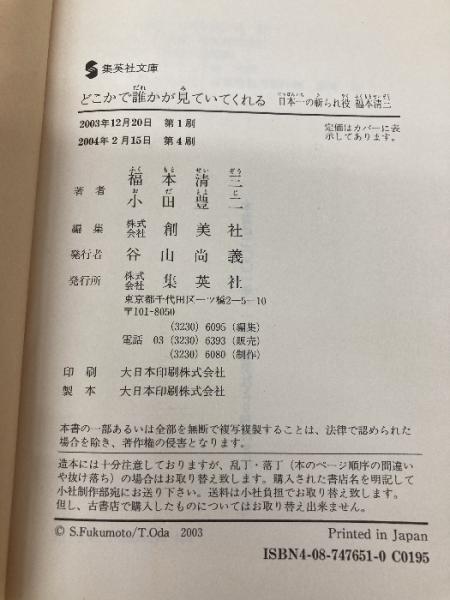 集英社文庫
どこかで誰かが見ていてくれる 日本一の斬られ役 福本清三
2003年12月20日 第1刷
2004年2月15日 第4刷
定価はカバーに表
示してあります。
著者 福本清三
小田豊二
編集 株式会社 創美社
発行者 谷山尚義
発行所 株式会社 集英社
東京都千代田区一ツ橋2-5-10
〒101-8050
(3230) 6095 (編集)
電話 03 (3230) 6393 (販売)
(3230) 6080 (制作)
印刷 大日本印刷株式会社
製本 大日本印刷株式会社
本書の一部あるいは全部を無断で複写複製することは、法律で認められた
場合を除き、著作権の侵害となります。
造本には十分注意しておりますが、乱丁・落丁(本のページ順序の間違い
や抜け落ち)の場合はお取り替え致します。購入された書店名を明記して
小社制作部宛にお送り下さい。送料は小社負担でお取り替え致します。
但し、古書店で購入したものについてはお取り替え出来ません。
© S.Fukumoto/T.Oda 2003
Printed in Japan
ISBN4-08-747651-0 C0195